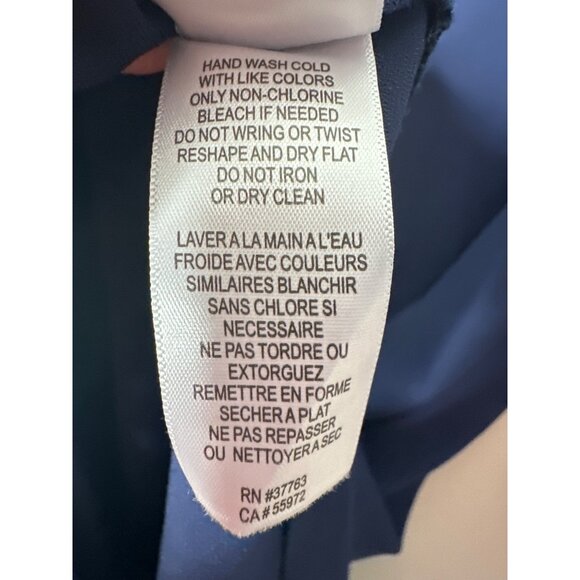 HAND WASH COLD
WITH LIKE COLORS
ONLY NON-CHLORINE
BLEACH IF NEEDED
DO NOT WRING OR TWIST
RESHAPE AND DRY FLAT
DO NOT IRON
OR DRY CLEAN
LAVER A LA MAIN A L'EAU
FROIDE AVEC COULEURS
SIMILAIRES BLANCHIR
SANS CHLORE SI
NECESSAIRE
NE PAS TORDRE OU
EXTORGUEZ
REMETTRE EN FORME
SECHER A PLAT
NE PAS REPASSER
OU NETTOYER A SEC
RN #37763
CA # 55972